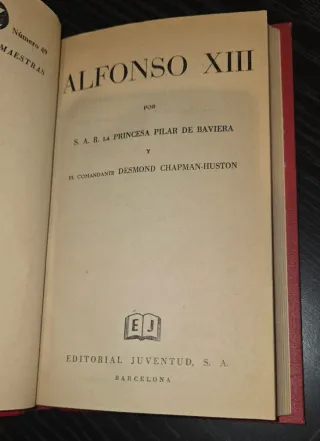 Número 49
MAESTRAS
ALFONSO XIII
POR
S. A. R. LA PRINCESA PILAR DE BAVIERA
Y
EL COMANDANTE DESMOND CHAPMAN-HUSTON
E J
EDITORIAL JUVENTUD, S. A.
BARCELONA